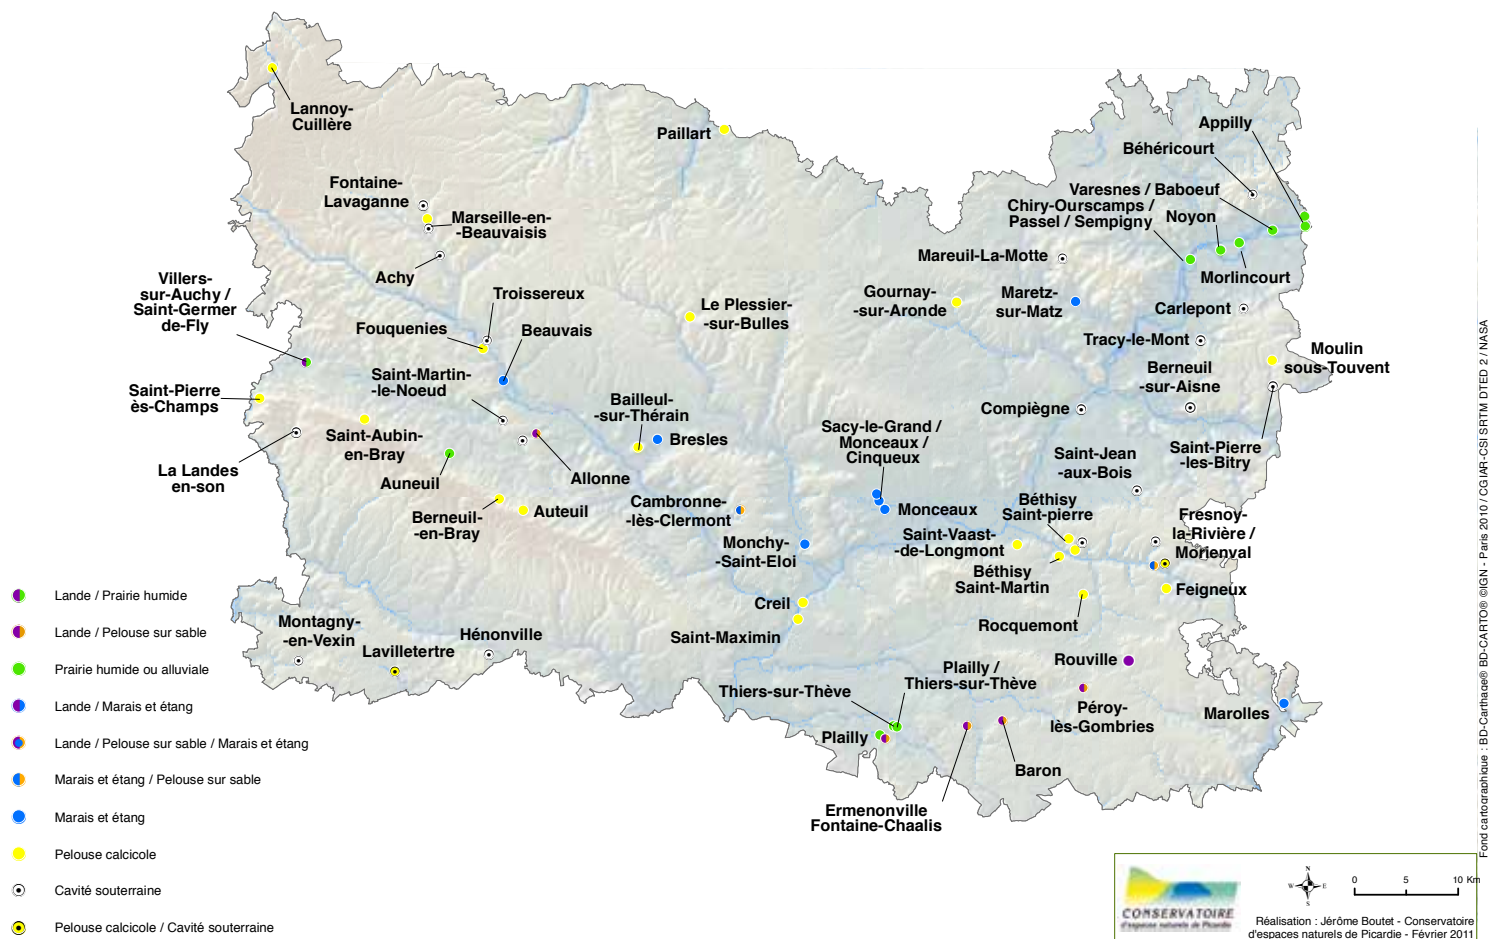 Lannoy-
Cuillère
Paillart
Appilly
Béhéricourt
Fontaine-
Lavaganne
Marseille-en-
-Beauvaisis
Achy
Varesnes / Baboeuf
Chiry-Ourscamps /
Passel / Sempigny
Noyon
Morlincourt
Mareuil-La-Motte
Villers-
sur-Auchy /
Saint-Germer
de-Fly
Troissereux
Fouquenies
Beauvais
Le Plessier-
-sur-Bulles
Gournay-
-sur-Aronde
Maretz-
sur-Matz
Carlepont
Tracy-le-Mont
Moulin
sous-Touvent
Berneuil
-sur-Aisne
Saint-Pierre
ès-Champs
Saint-Martin-
-le-Noeud
Bailleul-
-sur-Thérain
Bresles
Compiègne
Saint-Aubin-
en-Bray
Sacy-le-Grand /
Monceaux /
Cinqueux
Saint-Jean
-aux-Bois
Saint-Pierre
-les-Bitry
La Landes
en-son
Auneuil
Allonne
Berneuil-
-en-Bray
Auteuil
Cambronne-
-lès-Clermont
Monceaux
Béthisy
Saint-pierre
Fresnoy-
la-Rivière /
Morienval
Monchy-
-Saint-Eloi
Saint-Vaast-
-de-Longmont
Béthisy
Saint-Martin
Feigneux
Creil
Saint-Maximin
Rocquemont
Montagny-
-en-Vexin
Lavilletertre
Hénonville
Rouville
Plailly /
Thiers-sur-Thève
Thiers-sur-Thève
Péroy-
lès-Gombries
Marolles
Plailly
Baron
Ermenonville
Fontaine-Chaalis
Lande / Prairie humide
Lande / Pelouse sur sable
Prairie humide ou alluviale
Lande / Marais et étang
Lande / Pelouse sur sable / Marais et étang
Marais et étang / Pelouse sur sable
Marais et étang
Pelouse calcicole
Cavité souterraine
Pelouse calcicole / Cavité souterraine
Fond cartographique : BD-Carthage® BD-CARTO® ©IGN - Paris 2010 / CGIAR-CSI SRTM DTED 2 / NASA
CONSERVATOIRE
d'espaces naturels de Picardie
N
W E
S
0 5 10 Km
Réalisation : Jérôme Boutet - Conservatoire
d'espaces naturels de Picardie - Février 2011